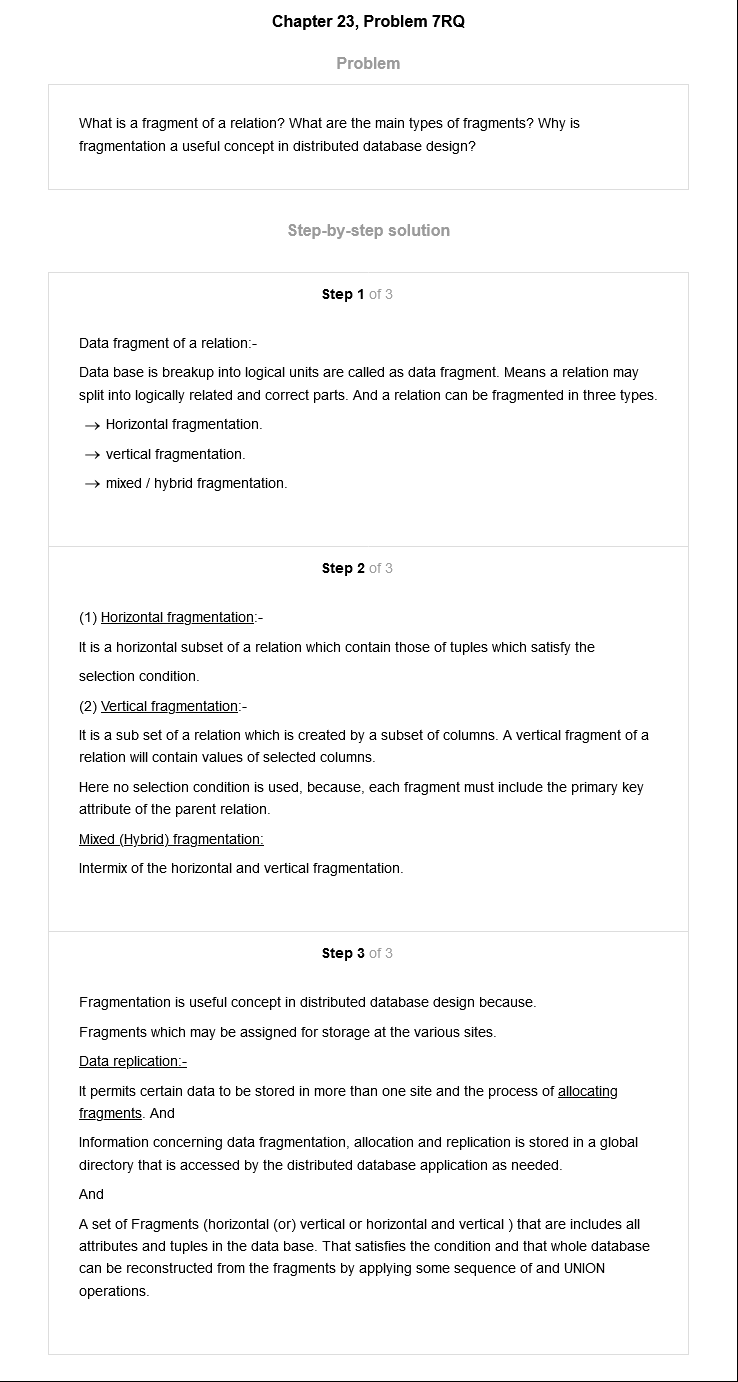 Chapter 23, Problem 7RQ
Problem
What is a fragment of a relation? What are the main types of fragments? Why is
fragmentation a useful concept in distributed database design?
Step-by-step solution
Step 1 of 3
Data fragment of a relation:-
Data base is breakup into logical units are called as data fragment. Means a relation may
split into logically related and correct parts. And a relation can be fragmented in three types.
→ Horizontal fragmentation.
→ vertical fragmentation.
→ mixed / hybrid fragmentation.
Step 2 of 3
(1) Horizontal fragmentation:-
It is a horizontal subset of a relation which contain those of tuples which satisfy the
selection condition.
(2) Vertical fragmentation:-
It is a sub set of a relation which is created by a subset of columns. A vertical fragment of a
relation will contain values of selected columns.
Here no selection condition is used, because, each fragment must include the primary key
attribute of the parent relation.
Mixed (Hybrid) fragmentation:
Intermix of the horizontal and vertical fragmentation.
Step 3 of 3
Fragmentation is useful concept in distributed database design because.
Fragments which may be assigned for storage at the various sites.
Data replication:-
It permits certain data to be stored in more than one site and the process of allocating
fragments. And
Information concerning data fragmentation, allocation and replication is stored in a global
directory that is accessed by the distributed database application as needed.
And
A set of Fragments (horizontal (or) vertical or horizontal and vertical ) that are includes all
attributes and tuples in the data base. That satisfies the condition and that whole database
can be reconstructed from the fragments by applying some sequence of and UNION
operations.